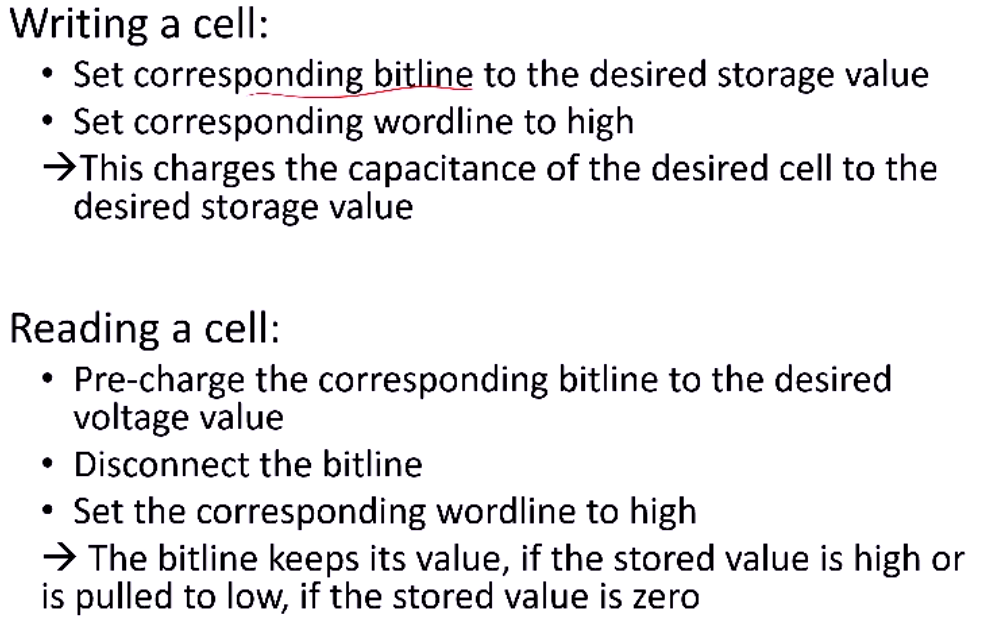 Writing a cell:
• Set corresponding bitline to the desired storage value
• Set corresponding wordline to high
→This charges the capacitance of the desired cell to the
desired storage value
Reading a cell:
• Pre-charge the corresponding bitline to the desired
voltage value
• Disconnect the bitline
• Set the corresponding wordline to high
→ The bitline keeps its value, if the stored value is high or
is pulled to low, if the stored value is zero